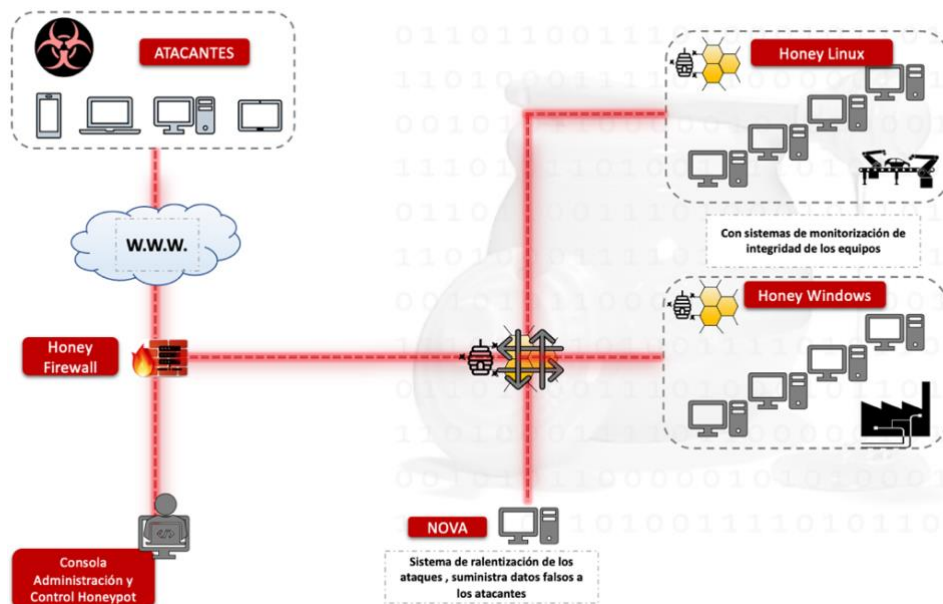 ATACANTES
W.W.W.
Honey
Firewall
Consola
Administración y
Control Honeypot
NOVA
Sistema de ralentización de los
ataques , suministra datos falsos a
los atacantes
Honey Linux
Con sistemas de monitorización de
integridad de los equipos
Honey Windows